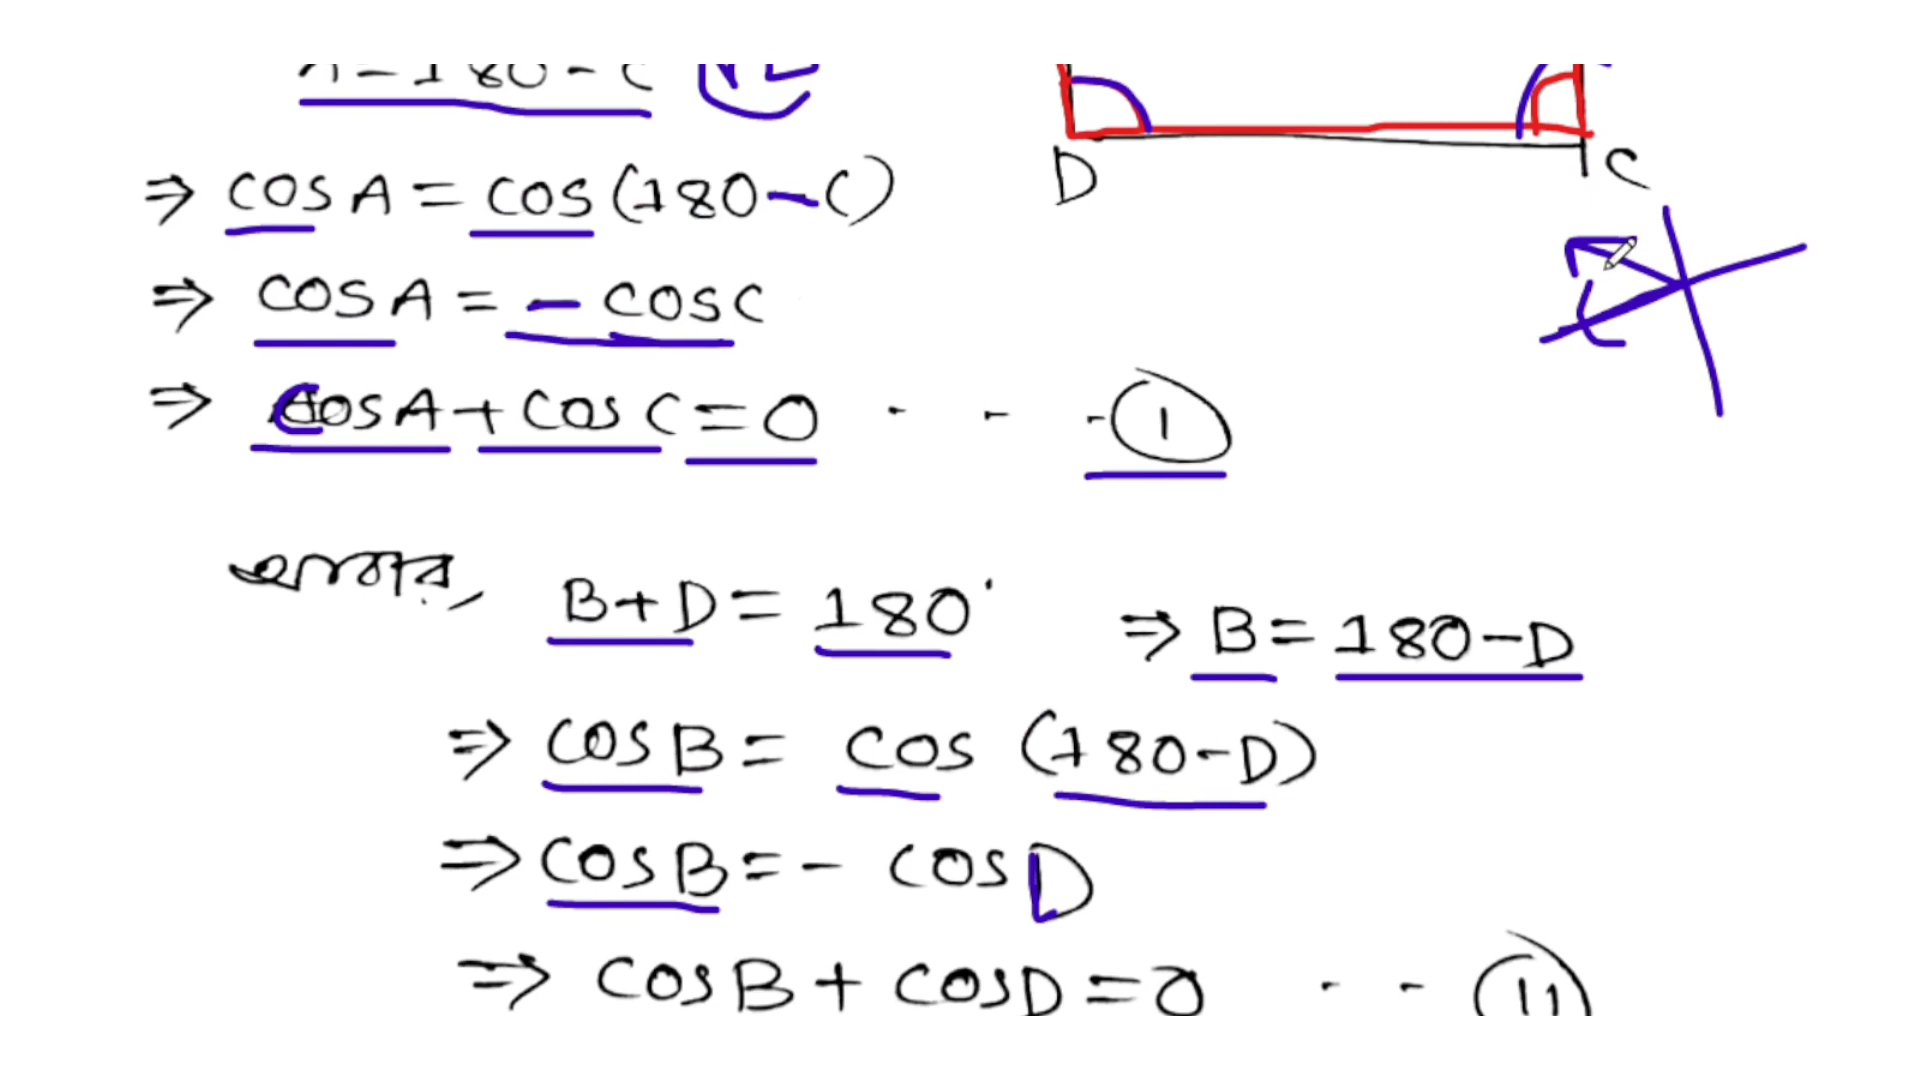 A = 180 - C
⇒ cos A = cos (180 - C)
⇒ cos A = - cos C
⇒ cos A + cos C = 0 - - - ①
D
C
B + D = 180° ⇒ B = 180 - D
⇒ cos B = cos (180 - D)
⇒ cos B = - cos D
⇒ cos B + cos D = 0 - - ⑪